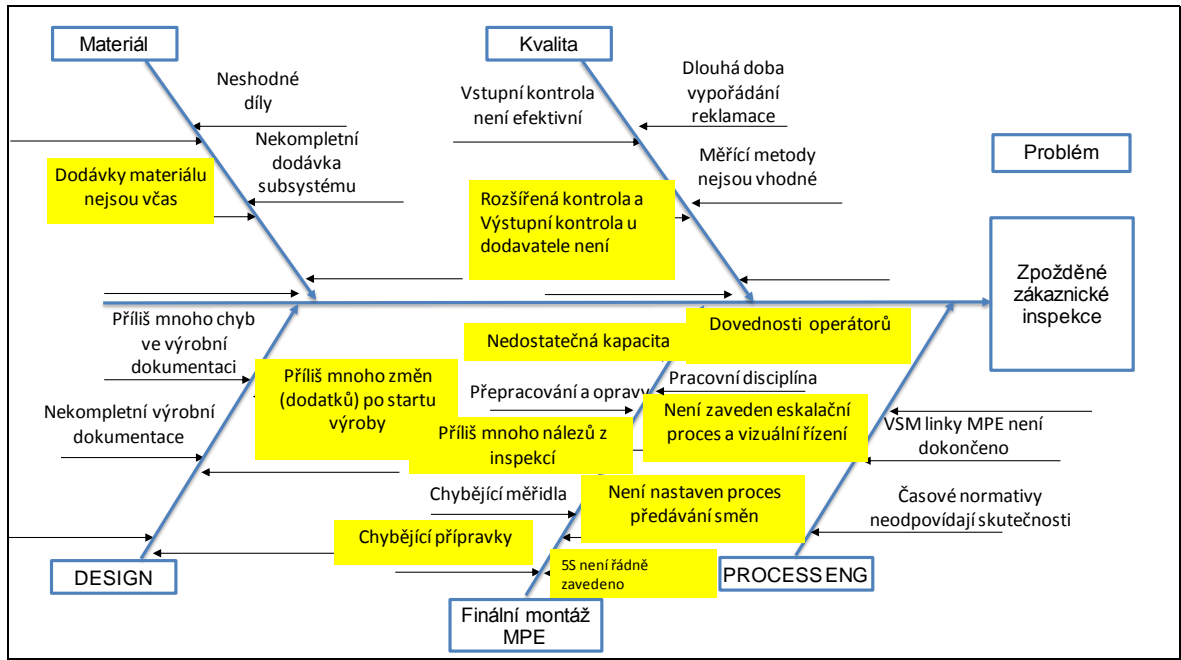 Materiál
Kvalita
Neshodné
díly
Nekompletní
dodávka
subsystému
Dodávky materiálu
nejsou včas
Vstupní kontrola
není efektivní
Dlouhá doba
vypořádání
reklamace
Měřící metody
nejsou vhodné
Rozšířená kontrola a
Výstupní kontrola u
dodavatele není
Problém
Zpožděné
zákaznické
inspekce
Příliš mnoho chyb
ve výrobní
dokumentaci
Nekompletní výrobní
dokumentace
Příliš mnoho změn
(dodatků) po startu
výroby
Nedostatečná kapacita
Dovednosti operátorů
Přepracování a opravy
Pracovní disciplína
Příliš mnoho nálezů z
inspekcí
Není zaveden eskalační
proces a vizuální řízení
VSM linky MPE není
dokončeno
Chybějící měřidla
Není nastaven proces
předávání směn
Časové normativy
neodpovídají skutečnosti
Chybějící přípravky
5S není řádně
zavedeno
DESIGN
Finální montáž
MPE
PROCESS ENG